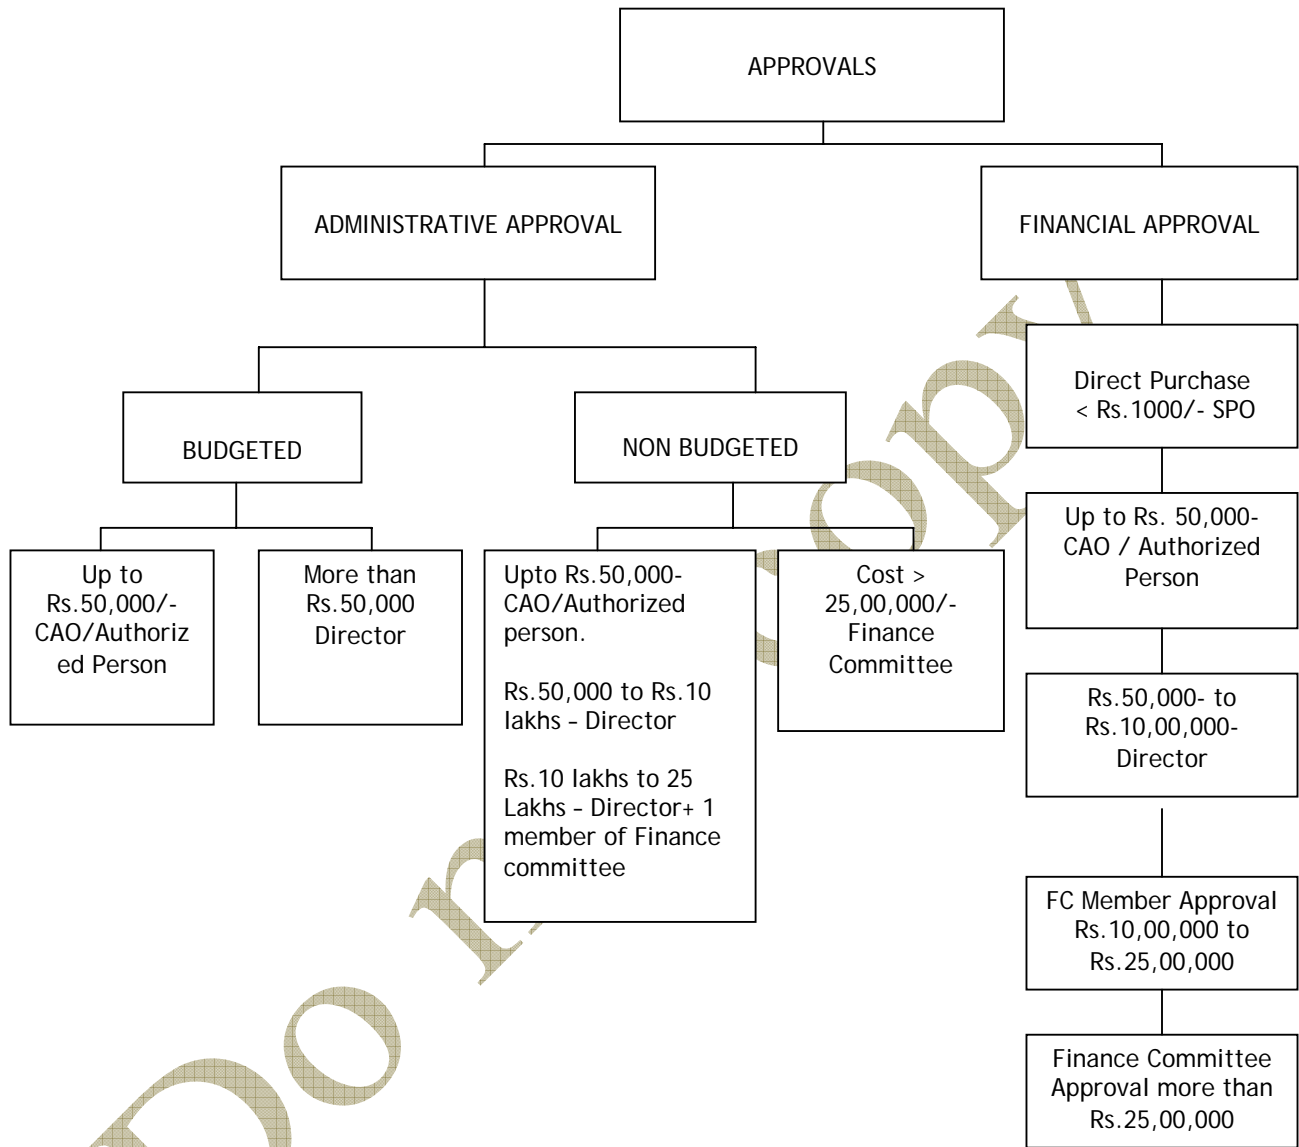 APPROVALS
ADMINISTRATIVE APPROVAL
FINANCIAL APPROVAL
BUDGETED
NON BUDGETED
Up to
Rs.50,000/-
CAO/Authoriz
ed Person
More than
Rs.50,000
Director
Upto Rs.50,000-
CAO/Authorized
person.
Rs.50,000 to Rs.10
lakhs – Director
Rs.10 lakhs to 25
Lakhs – Director+ 1
member of Finance
committee
Cost >
25,00,000/-
Finance
Committee
Direct Purchase
< Rs.1000/- SPO
Up to Rs. 50,000-
CAO / Authorized
Person
Rs.50,000- to
Rs.10,00,000-
Director
FC Member Approval
Rs.10,00,000 to
Rs.25,00,000
Finance Committee
Approval more than
Rs.25,00,000